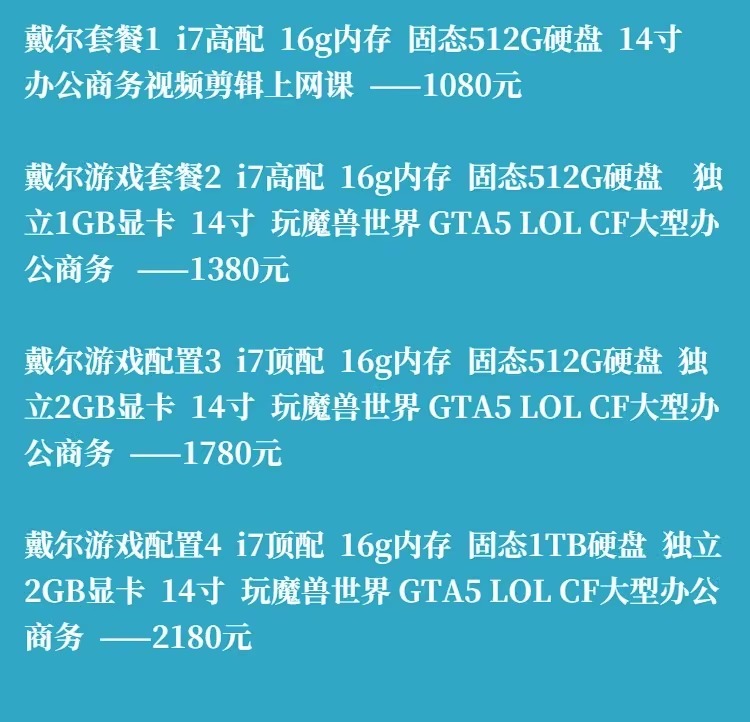 戴尔套餐1 i7高配 16g内存 固态512G硬盘 14寸
办公商务视频剪辑上网课 ——1080元
戴尔游戏套餐2 i7高配 16g内存 固态512G硬盘 独
立1GB显卡 14寸 玩魔兽世界 GTA5 LOL CF大型办
公商务 ——1380元
戴尔游戏配置3 i7顶配 16g内存 固态512G硬盘 独
立2GB显卡 14寸 玩魔兽世界 GTA5 LOL CF大型办
公商务 ——1780元
戴尔游戏配置4 i7顶配 16g内存 固态1TB硬盘 独立
2GB显卡 14寸 玩魔兽世界 GTA5 LOL CF大型办公
商务 ——2180元